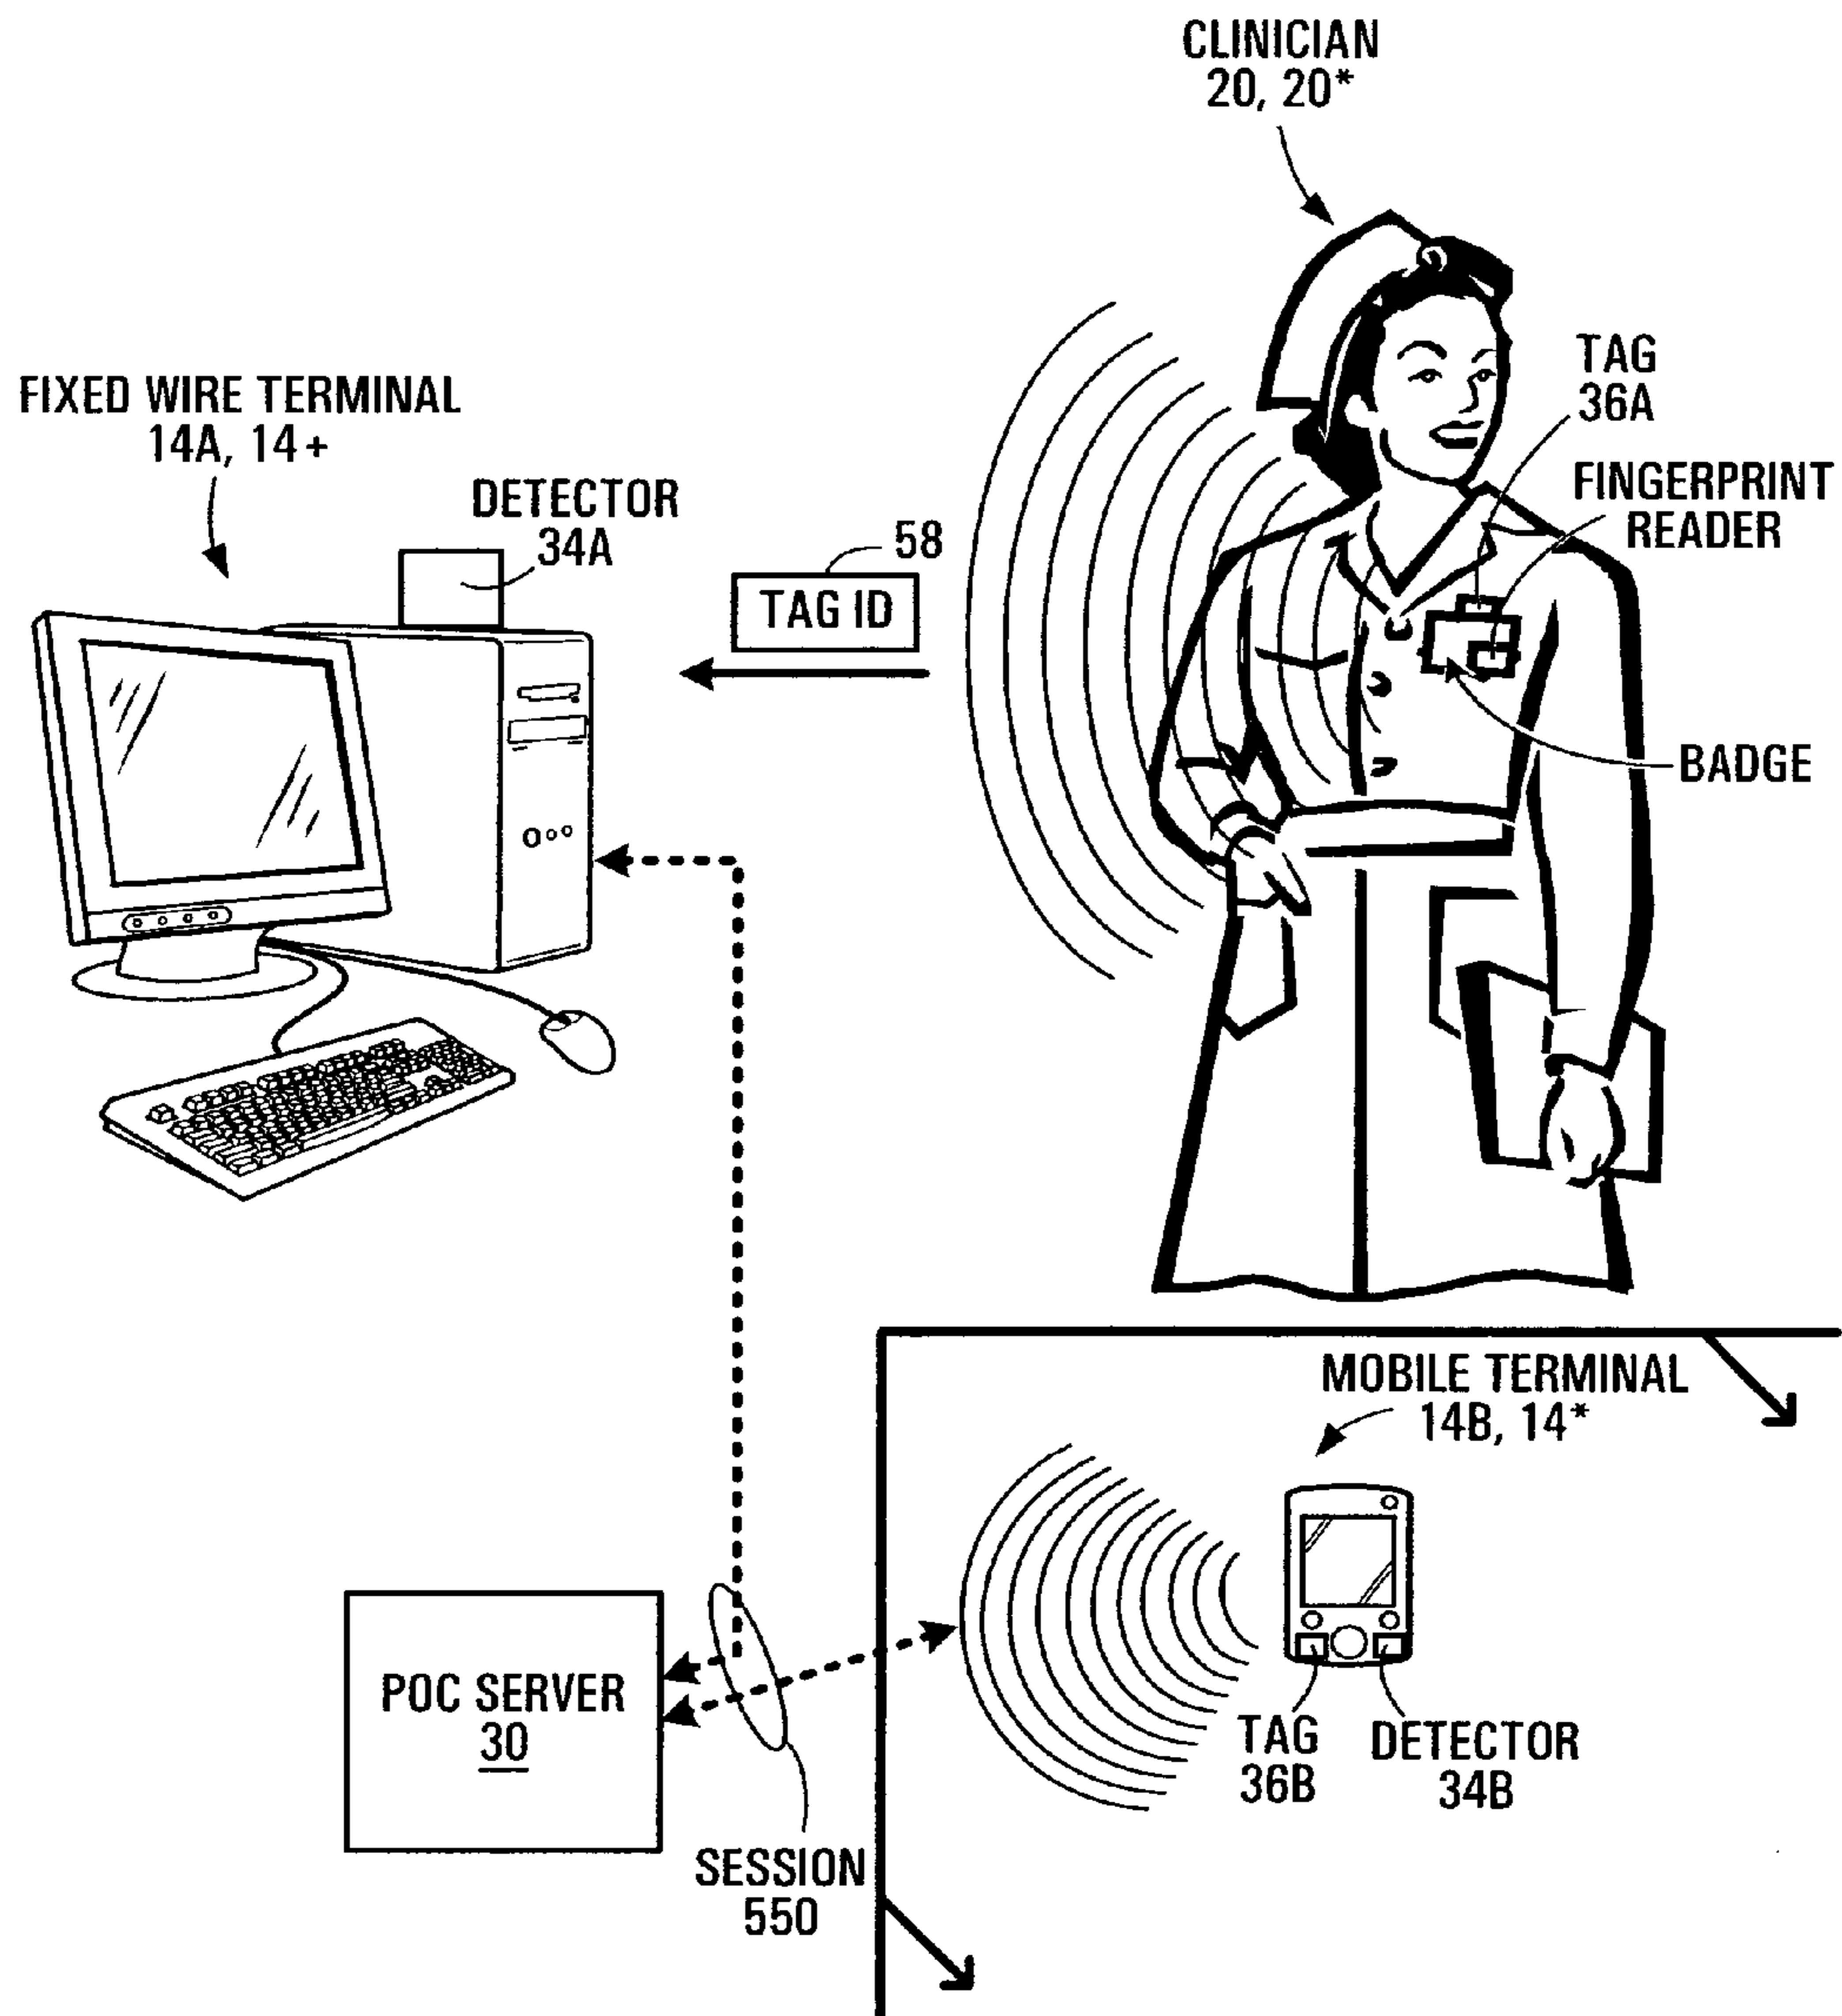 CLINICIAN
20, 20*
TAG
36A
FIXED WIRE TERMINAL
14A, 14+
FINGERPRINT
READER
DETECTOR
34A
58
TAG ID
BADGE
MOBILE TERMINAL
14B, 14*
POC SERVER
30
TAG
36B
DETECTOR
34B
SESSION
550